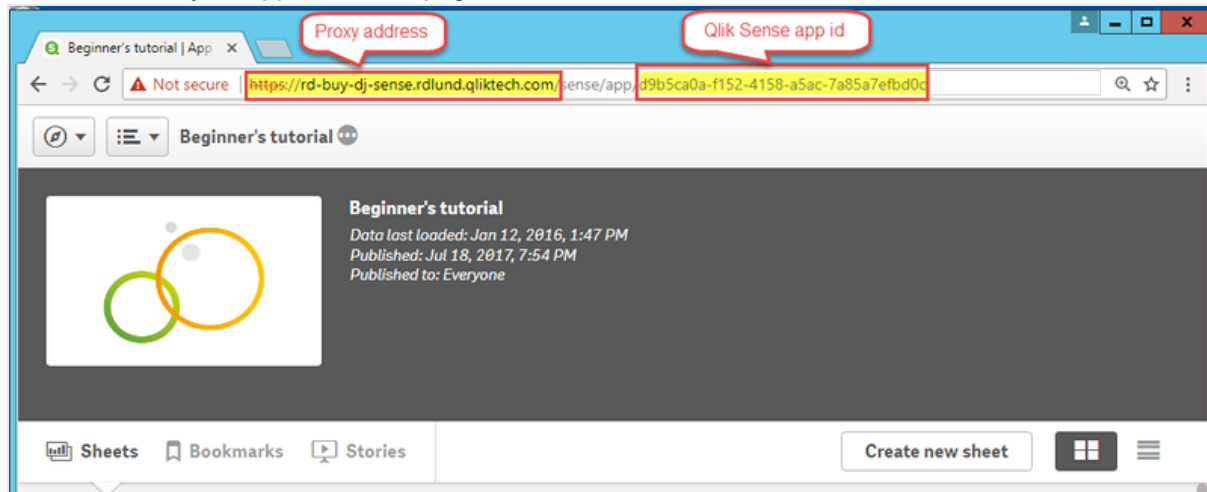 Proxy address
Qlik Sense app id
Beginner's tutorial | App
Not secure | https://rd-buy-dj-sense.rdlund.qliktech.com/sense/app/d9b5ca0a-f152-4158-a5ac-7a85a7efbd0c
Beginner's tutorial
Beginner's tutorial
Data last loaded: Jan 12, 2016, 1:47 PM
Published: Jul 18, 2017, 7:54 PM
Published to: Everyone
Sheets Bookmarks Stories Create new sheet